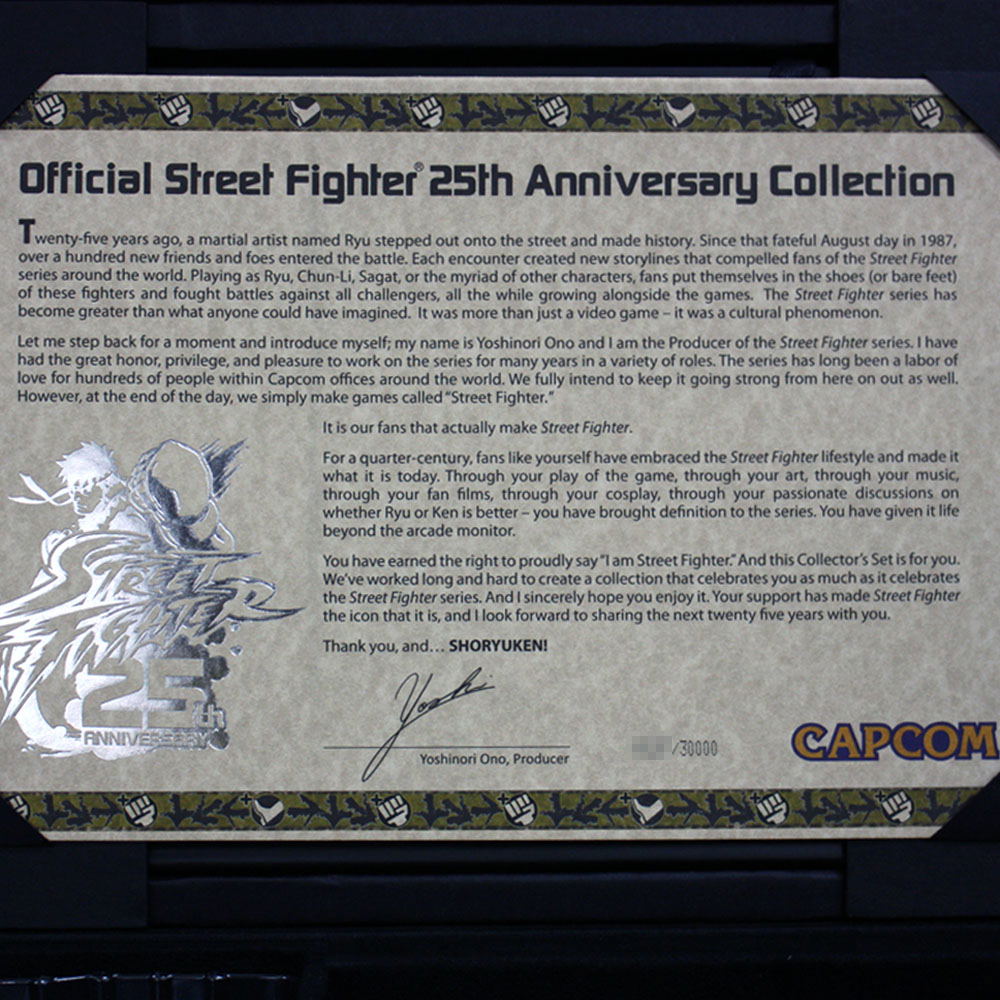 Official Street Fighter® 25th Anniversary Collection
Twenty-five years ago, a martial artist named Ryu stepped out onto the street and made history. Since that fateful August day in 1987,
over a hundred new friends and foes entered the battle. Each encounter created new storylines that compelled fans of the Street Fighter
series around the world. Playing as Ryu, Chun-Li, Sagat, or the myriad of other characters, fans put themselves in the shoes (or bare feet)
of these fighters and fought battles against all challengers, all the while growing alongside the games. The Street Fighter series has
become greater than what anyone could have imagined. It was more than just a video game – it was a cultural phenomenon.
Let me step back for a moment and introduce myself; my name is Yoshinori Ono and I am the Producer of the Street Fighter series. I have
had the great honor, privilege, and pleasure to work on the series for many years in a variety of roles. The series has long been a labor of
love for hundreds of people within Capcom offices around the world. We fully intend to keep it going strong from here on out as well.
However, at the end of the day, we simply make games called "Street Fighter."
It is our fans that actually make Street Fighter.
For a quarter-century, fans like yourself have embraced the Street Fighter lifestyle and made it
what it is today. Through your play of the game, through your art, through your music,
through your fan films, through your cosplay, through your passionate discussions on
whether Ryu or Ken is better – you have brought definition to the series. You have given it life
beyond the arcade monitor.
You have earned the right to proudly say "I am Street Fighter." And this Collector's Set is for you.
We've worked long and hard to create a collection that celebrates you as much as it celebrates
the Street Fighter series. And I sincerely hope you enjoy it. Your support has made Street Fighter
the icon that it is, and I look forward to sharing the next twenty five years with you.
Thank you, and... SHORYUKEN!
STREET
FIGHTER
25th
ANNIVERSARY
Yoshi
Yoshinori Ono, Producer
/30000
CAPCOM